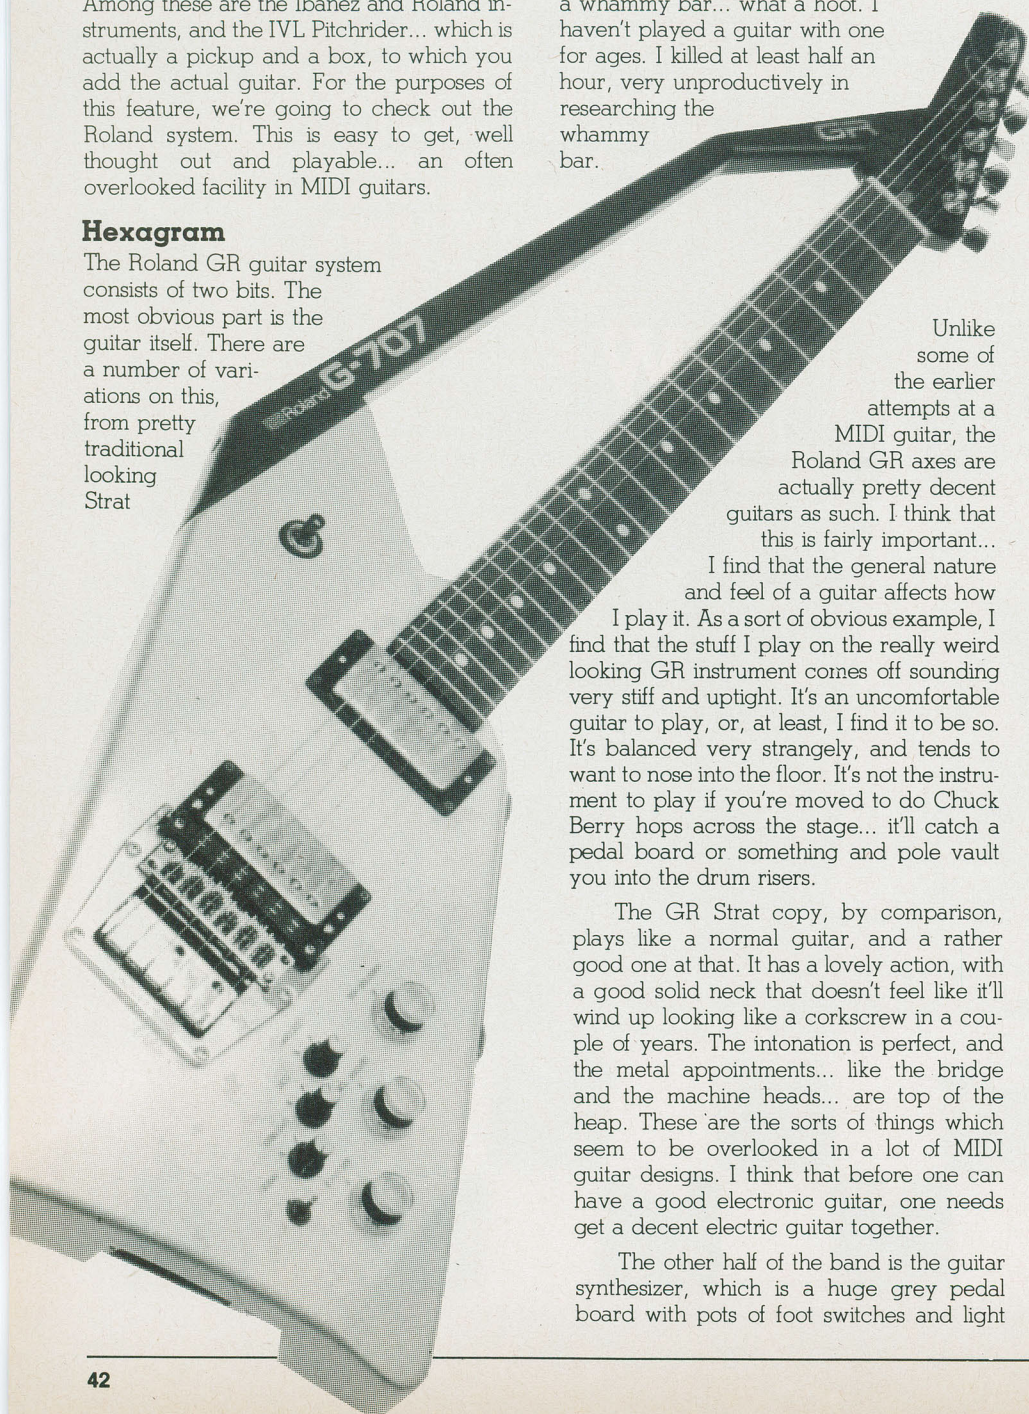 Among these are the Ibanez and Roland in-
struments, and the IVL Pitchrider... which is
actually a pickup and a box, to which you
add the actual guitar. For the purposes of
this feature, we're going to check out the
Roland system. This is easy to get, well
thought out and playable... an often
overlooked facility in MIDI guitars.
Hexagram
The Roland GR guitar system
consists of two bits. The
most obvious part is the
guitar itself. There are
a number of vari-
ations on this,
from pretty
traditional
looking
Strat
a whammy bar... what a hoot. I
haven't played a guitar with one
for ages. I killed at least half an
hour, very unproductively in
researching the
whammy
bar.
GR
Roland G-707
Unlike
some of
the earlier
attempts at a
MIDI guitar, the
Roland GR axes are
actually pretty decent
guitars as such. I think that
this is fairly important...
I find that the general nature
and feel of a guitar affects how
I play it. As a sort of obvious example, I
find that the stuff I play on the really weird
looking GR instrument comes off sounding
very stiff and uptight. It's an uncomfortable
guitar to play, or, at least, I find it to be so.
It's balanced very strangely, and tends to
want to nose into the floor. It's not the instru-
ment to play if you're moved to do Chuck
Berry hops across the stage... it'll catch a
pedal board or something and pole vault
you into the drum risers.
The GR Strat copy, by comparison,
plays like a normal guitar, and a rather
good one at that. It has a lovely action, with
a good solid neck that doesn't feel like it'll
wind up looking like a corkscrew in a cou-
ple of years. The intonation is perfect, and
the metal appointments... like the bridge
and the machine heads... are top of the
heap. These are the sorts of things which
seem to be overlooked in a lot of MIDI
guitar designs. I think that before one can
have a good electronic guitar, one needs
get a decent electric guitar together.
The other half of the band is the guitar
synthesizer, which is a huge grey pedal
board with pots of foot switches and light
42